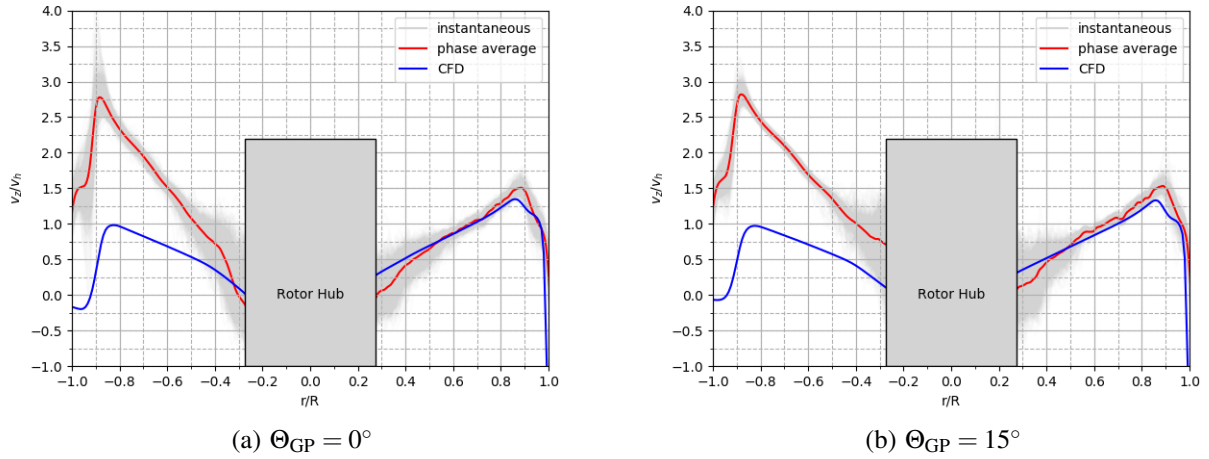 4.0
3.5
3.0
2.5
2.0
1.5
1.0
0.5
0.0
−0.5
−1.0
v_z/v_h
−1.0 −0.8 −0.6 −0.4 −0.2 0.0 0.2 0.4 0.6 0.8 1.0
r/R
instantaneous
phase average
CFD
Rotor Hub
(a) Θ_GP = 0°
4.0
3.5
3.0
2.5
2.0
1.5
1.0
0.5
0.0
−0.5
−1.0
v_z/v_h
−1.0 −0.8 −0.6 −0.4 −0.2 0.0 0.2 0.4 0.6 0.8 1.0
r/R
instantaneous
phase average
CFD
Rotor Hub
(b) Θ_GP = 15°